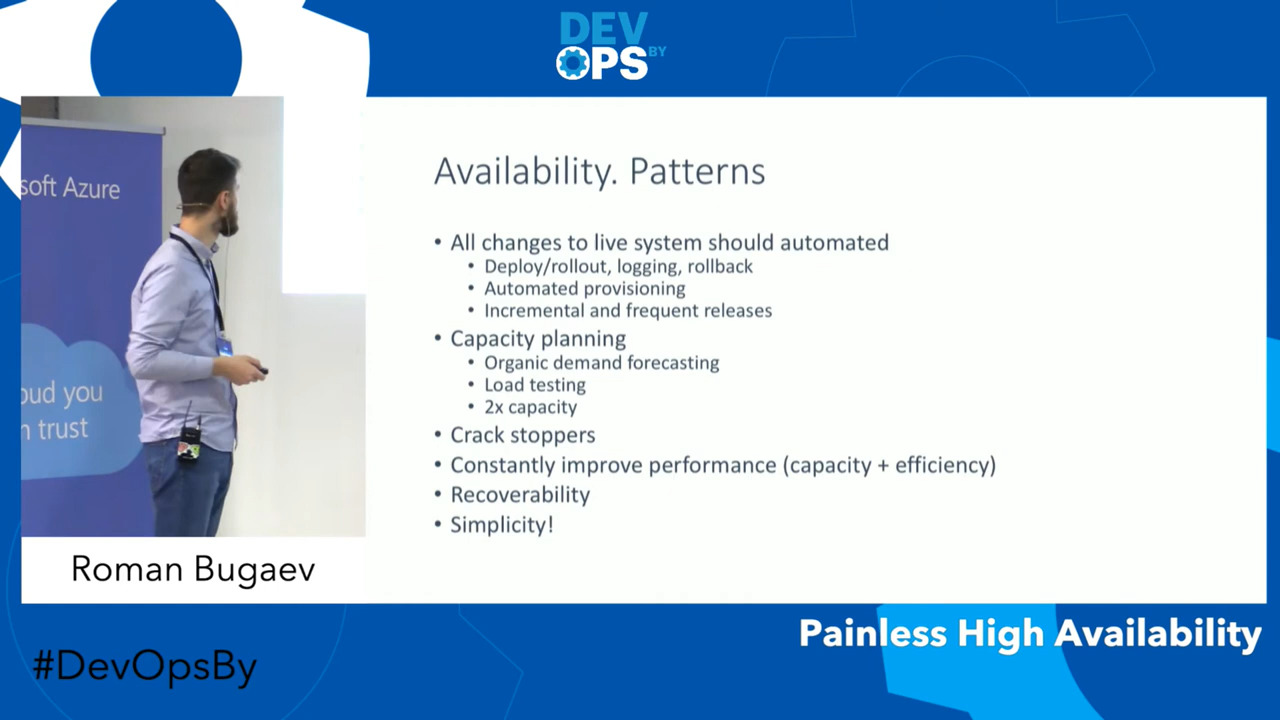 DEV
OPS BY
soft Azure
oud you
n trust
Availability. Patterns
• All changes to live system should automated
• Deploy/rollout, logging, rollback
• Automated provisioning
• Incremental and frequent releases
• Capacity planning
• Organic demand forecasting
• Load testing
• 2x capacity
• Crack stoppers
• Constantly improve performance (capacity + efficiency)
• Recoverability
• Simplicity!
Roman Bugaev
Painless High Availability
#DevOpsBy